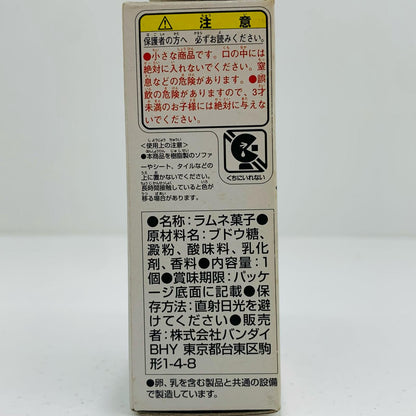 注意
保護者の方へ 必ずお読みください。
●小さな商品です。口の中には
絶対に入れないでください。窒
息などの危険があります。●誤
飲の危険がありますので、3才
未満のお子様には絶対に与えな
いでください。
〈使用上の注意〉
●本商品を樹脂製のソファ
ーやシート、タイルなどの
上に置かないでください。
長時間接触していると色が
移る場合があります。
くちにいれない
●名称：ラムネ菓子●
原材料名：ブドウ糖、
澱粉、酸味料、乳化
剤、香料●内容量：1
個●賞味期限：パッケ
ージ底面に記載●保
存方法：直射日光を避
けてください●販売
者：株式会社バンダイ
BHY 東京都台東区駒
形1-4-8
●卵、乳を含む製品と共通の設備
で製造しています。